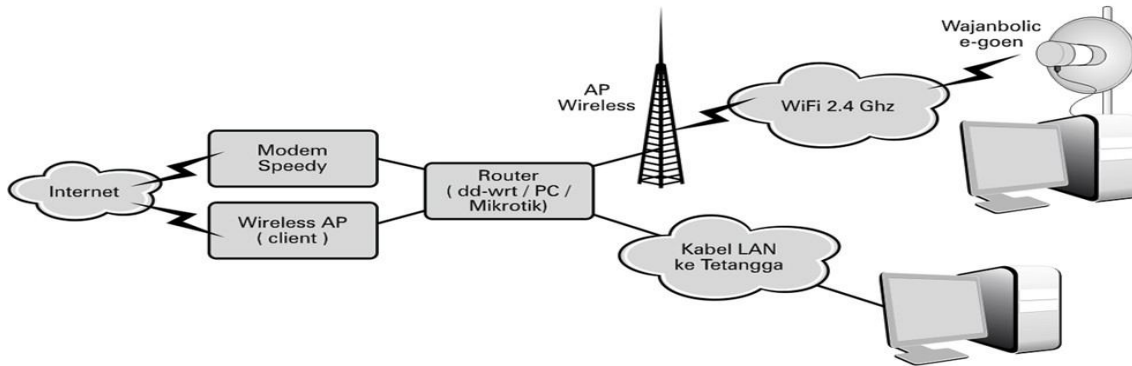 Internet
Modem
Speedy
Wireless AP
( client )
Router
( dd-wrt / PC /
Mikrotik)
AP
Wireless
WiFi 2.4 Ghz
Wajanbolic
e-goen
Kabel LAN
ke Tetangga